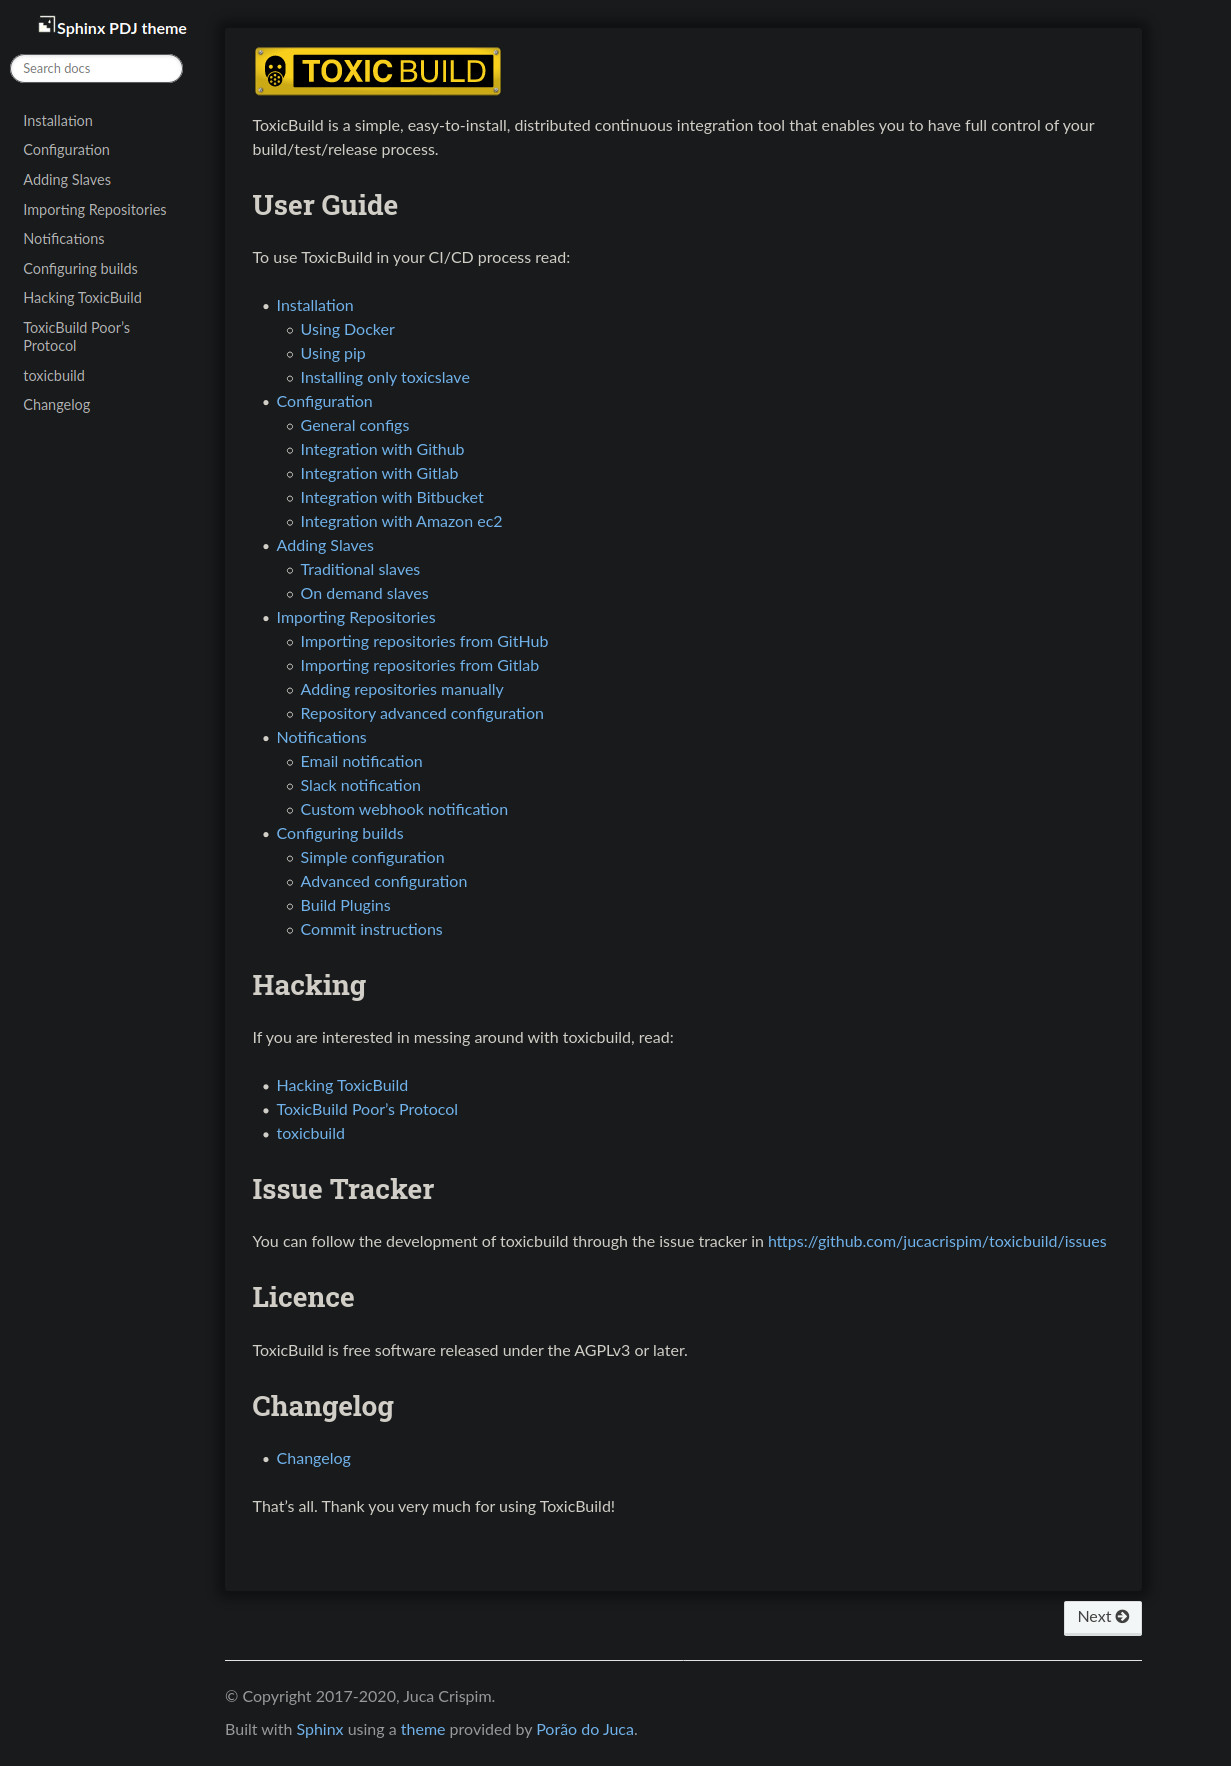 Sphinx PDJ theme
Search docs
Installation
Configuration
Adding Slaves
Importing Repositories
Notifications
Configuring builds
Hacking ToxicBuild
ToxicBuild Poor’s
Protocol
toxicbuild
Changelog
TOXIC BUILD
ToxicBuild is a simple, easy-to-install, distributed continuous integration tool that enables you to have full control of your
build/test/release process.
User Guide
To use ToxicBuild in your CI/CD process read:
• Installation
◦ Using Docker
◦ Using pip
◦ Installing only toxicslave
• Configuration
◦ General configs
◦ Integration with Github
◦ Integration with Gitlab
◦ Integration with Bitbucket
◦ Integration with Amazon ec2
• Adding Slaves
◦ Traditional slaves
◦ On demand slaves
• Importing Repositories
◦ Importing repositories from GitHub
◦ Importing repositories from Gitlab
◦ Adding repositories manually
◦ Repository advanced configuration
• Notifications
◦ Email notification
◦ Slack notification
◦ Custom webhook notification
• Configuring builds
◦ Simple configuration
◦ Advanced configuration
◦ Build Plugins
◦ Commit instructions
Hacking
If you are interested in messing around with toxicbuild, read:
• Hacking ToxicBuild
• ToxicBuild Poor’s Protocol
• toxicbuild
Issue Tracker
You can follow the development of toxicbuild through the issue tracker in https://github.com/jucacrispim/toxicbuild/issues
Licence
ToxicBuild is free software released under the AGPLv3 or later.
Changelog
• Changelog
That’s all. Thank you very much for using ToxicBuild!
Next
© Copyright 2017-2020, Juca Crispim.
Built with Sphinx using a theme provided by Porão do Juca.